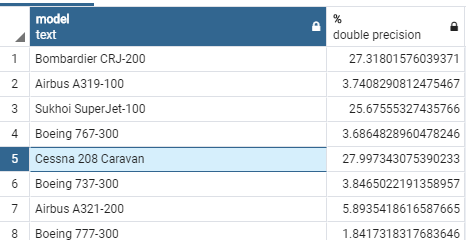 model
text
%
double precision
1 Bombardier CRJ-200 27.31801576039371
2 Airbus A319-100 3.7408290812475467
3 Sukhoi SuperJet-100 25.67555327435766
4 Boeing 767-300 3.6864828960478246
5 Cessna 208 Caravan 27.997343075390233
6 Boeing 737-300 3.8465022191358957
7 Airbus A321-200 5.8935418616587665
8 Boeing 777-300 1.8417318317683646